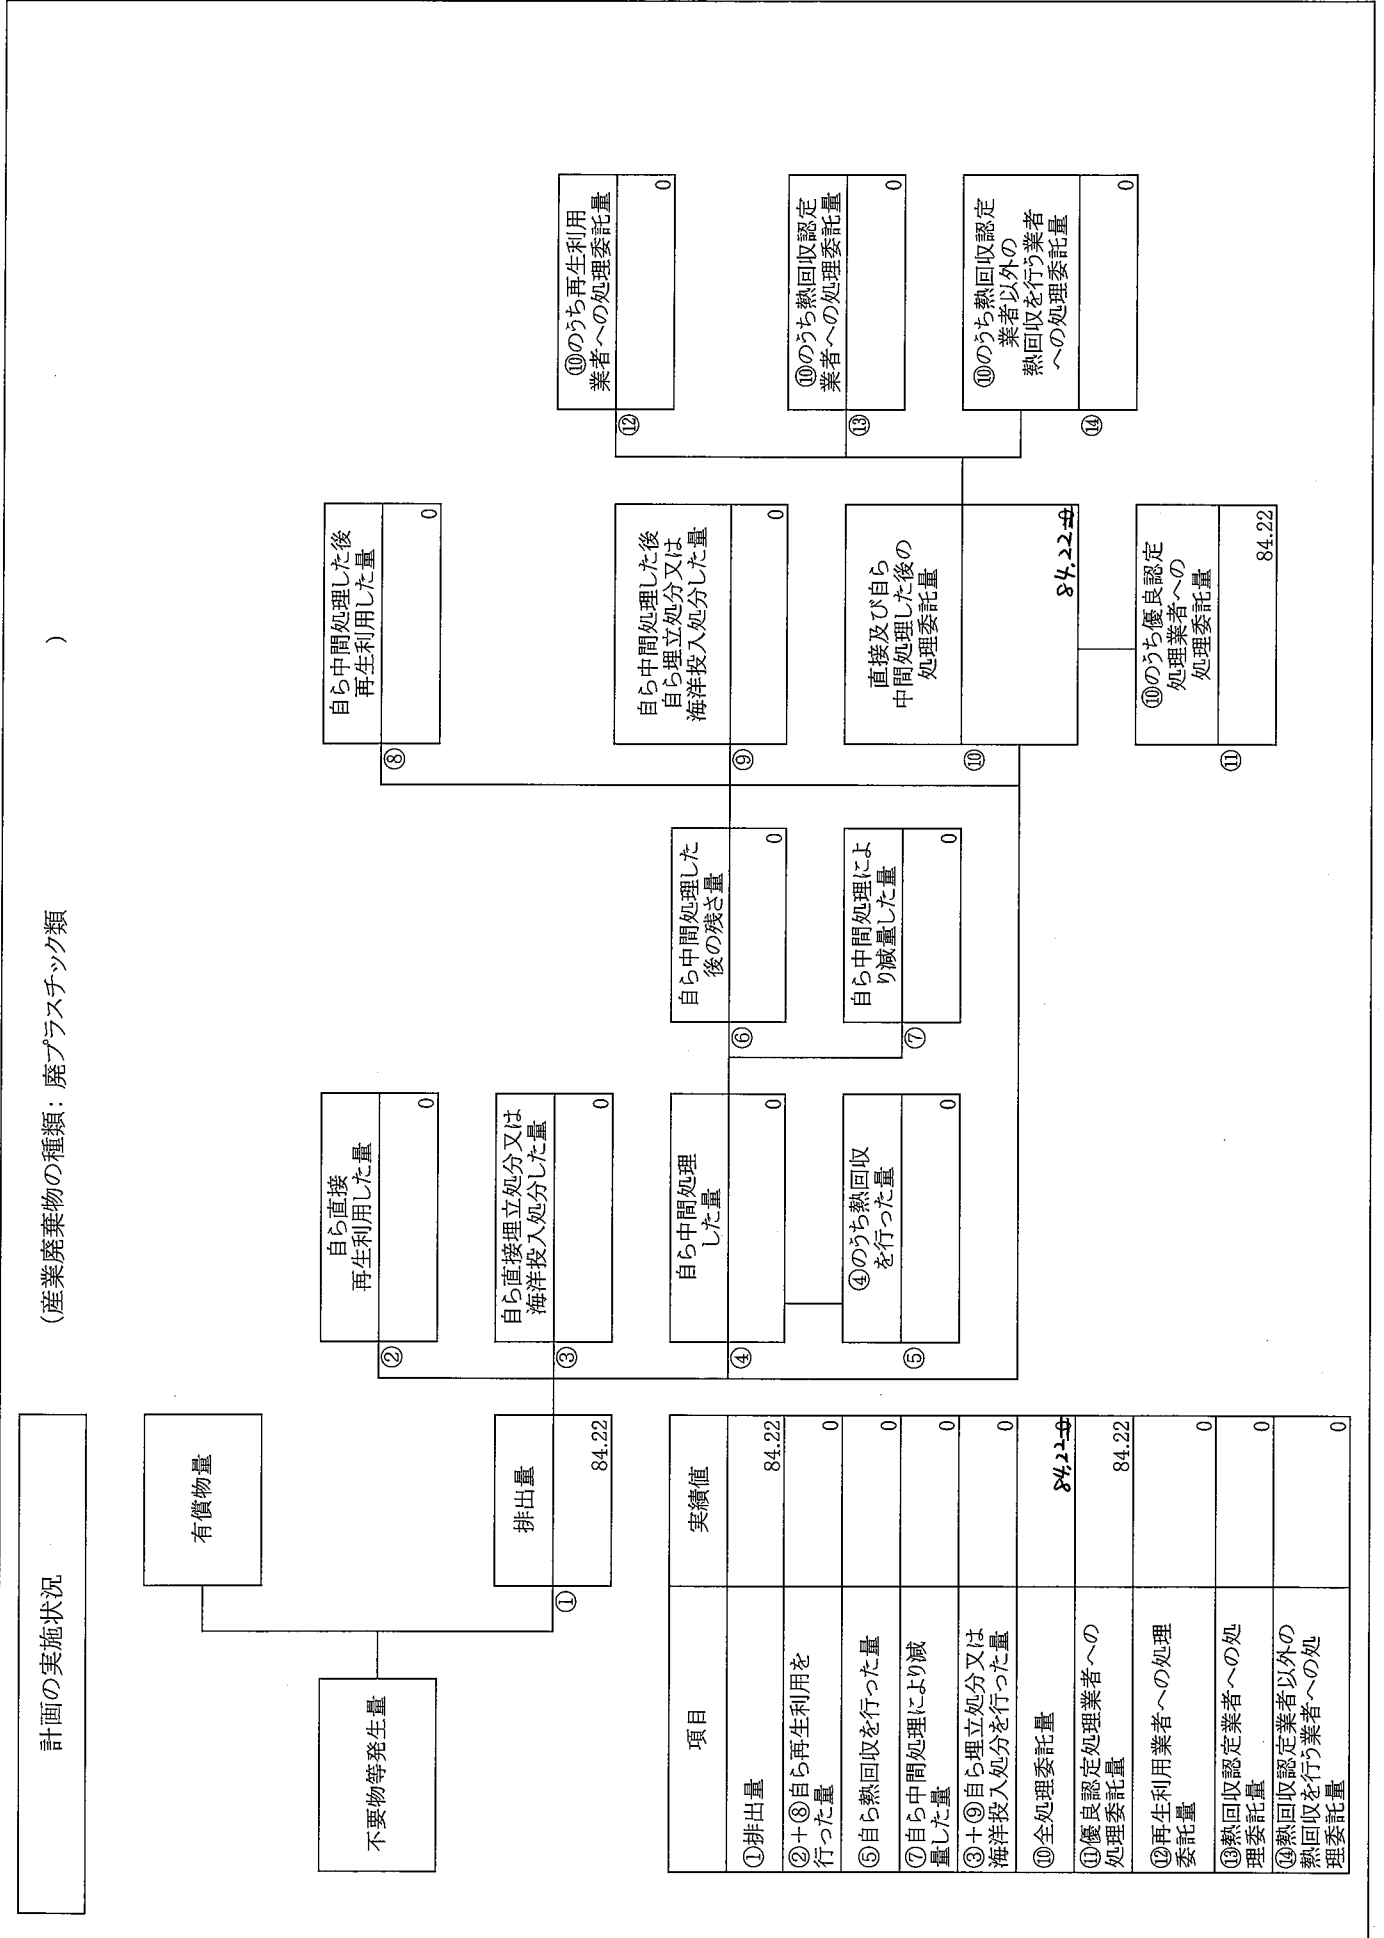 計画の実施状況
(産業廃棄物の種類：廃プラスチック類　　　　　)
不要物等発生量
有償物量
①
排出量
84.22
②
自ら直接
再生利用した量
0
③
自ら直接埋立処分又は
海洋投入処分した量
0
④
自ら中間処理
した量
0
⑤
④のうち熱回収
を行った量
0
⑥
自ら中間処理した
後の残さ量
0
⑦
自ら中間処理によ
り減量した量
0
⑧
自ら中間処理した後
再生利用した量
0
⑨
自ら中間処理した後
自ら埋立処分又は
海洋投入処分した量
0
⑩
直接及び自ら
中間処理した後の
処理委託量
84.22 0
⑪
⑩のうち優良認定
処理業者への
処理委託量
84.22
⑫
⑩のうち再生利用
業者への処理委託量
0
⑬
⑩のうち熱回収認定
業者への処理委託量
0
⑭
⑩のうち熱回収認定
業者以外の
熱回収を行う業者
への処理委託量
0
項目 実績値
①排出量 84.22
②+⑧自ら再生利用を
行った量 0
⑤自ら熱回収を行った量 0
⑦自ら中間処理により減
量した量 0
③+⑨自ら埋立処分又は
海洋投入処分を行った量 0
⑩全処理委託量 84.22 0
⑪優良認定処理業者への
処理委託量 84.22
⑫再生利用業者への処理
委託量 0
⑬熱回収認定業者への処
理委託量 0
⑭熱回収認定業者以外の
熱回収を行う業者への処
理委託量 0